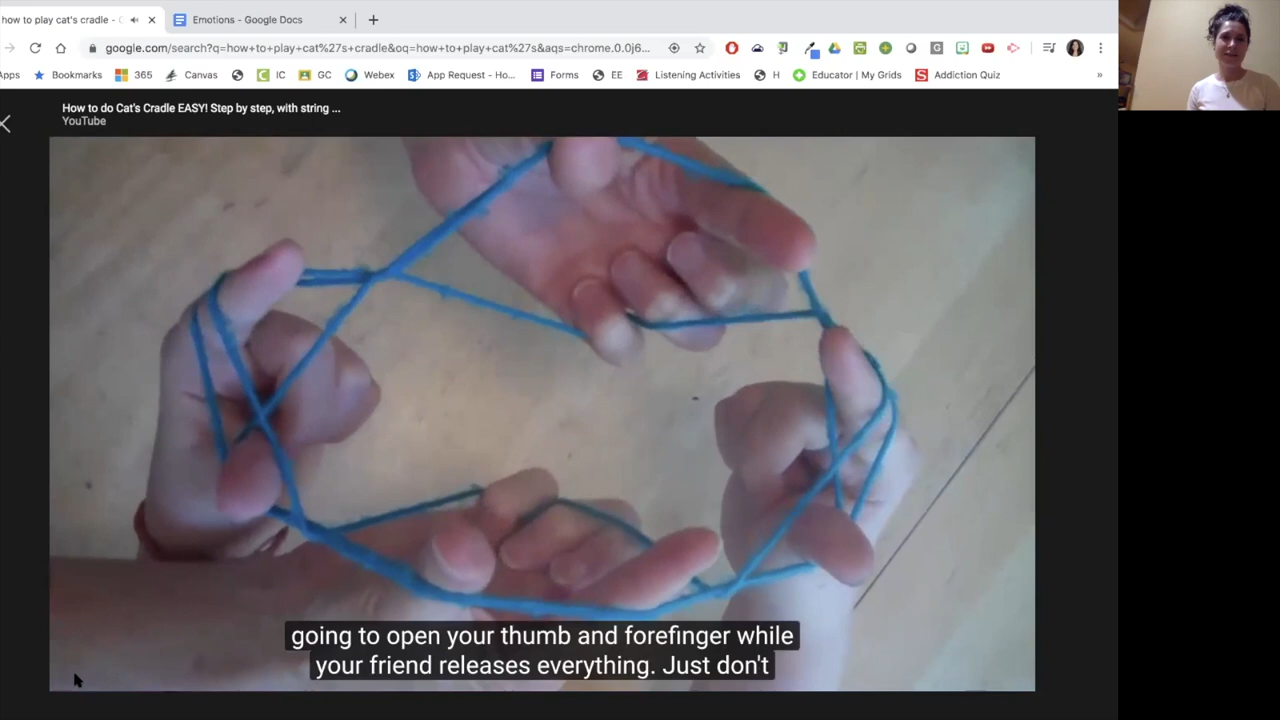 how to play cat's cradle -
Emotions - Google Docs
google.com/search?q=how+to+play+cat%27s+cradle&oq=how+to+play+cat%27s&aqs=chrome.0.0j6...
Apps
Bookmarks
365
Canvas
IC
GC
Webex
App Request - Ho...
Forms
EE
Listening Activities
H
Educator | My Grids
Addiction Quiz
»
How to do Cat's Cradle EASY! Step by step, with string ...
YouTube
going to open your thumb and forefinger while
your friend releases everything. Just don't